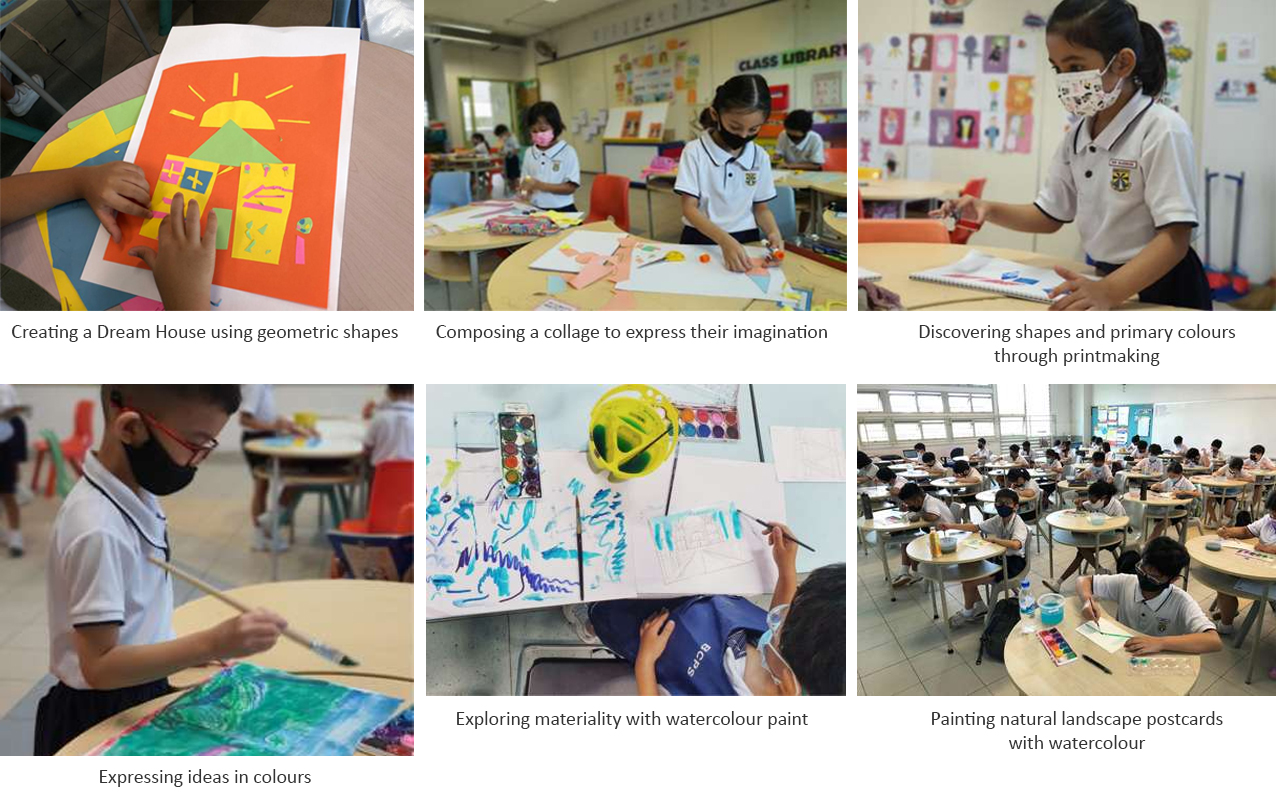 CLASS LIBRARY
Creating a Dream House using geometric shapes
Composing a collage to express their imagination
Discovering shapes and primary colours
through printmaking
BCPS
Expressing ideas in colours
Exploring materiality with watercolour paint
Painting natural landscape postcards
with watercolour